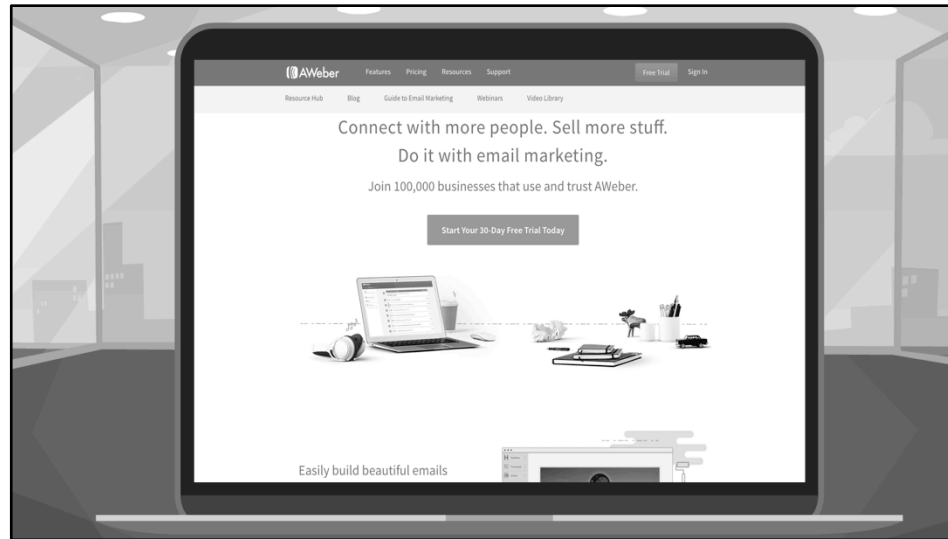 AWeber Features Pricing Resources Support Free Trial Sign In
Resource Hub Blog Guide to Email Marketing Webinars Video Library
Connect with more people. Sell more stuff.
Do it with email marketing.
Join 100,000 businesses that use and trust AWeber.
Start Your 30-Day Free Trial Today
Easily build beautiful emails